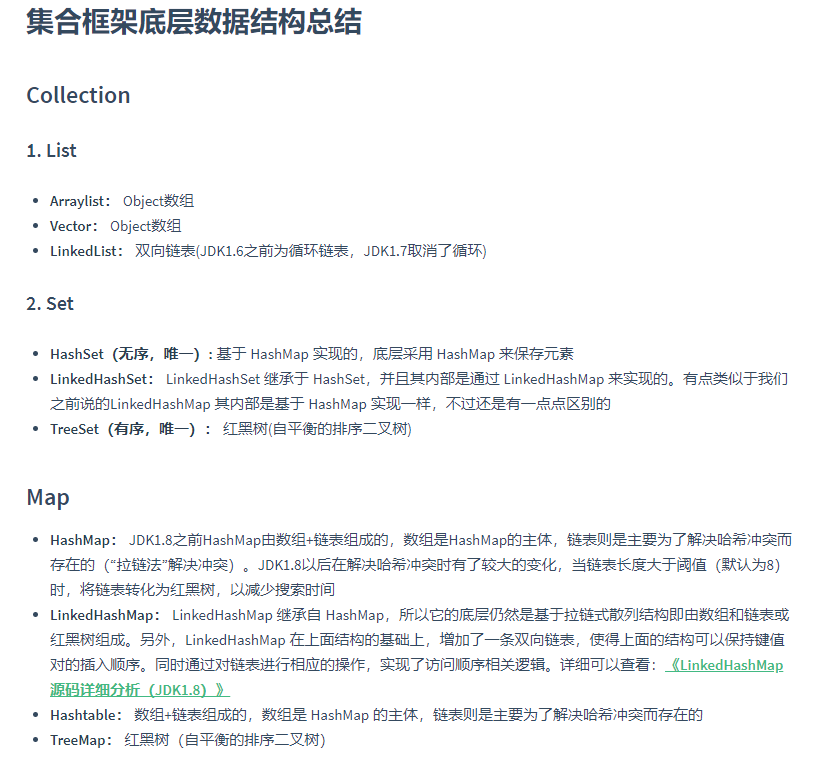 集合框架底层数据结构总结
Collection
1. List
Arraylist： Object数组
Vector： Object数组
LinkedList： 双向链表(JDK1.6之前为循环链表，JDK1.7取消了循环)
2. Set
HashSet（无序，唯一）: 基于 HashMap 实现的，底层采用 HashMap 来保存元素
LinkedHashSet： LinkedHashSet 继承于 HashSet，并且其内部是通过 LinkedHashMap 来实现的。有点类似于我们
之前说的LinkedHashMap 其内部是基于 HashMap 实现一样，不过还是有一点点区别的
TreeSet（有序，唯一）： 红黑树(自平衡的排序二叉树)
Map
HashMap： JDK1.8之前HashMap由数组+链表组成的，数组是HashMap的主体，链表则是主要为了解决哈希冲突而
存在的（“拉链法”解决冲突）。JDK1.8以后在解决哈希冲突时有了较大的变化，当链表长度大于阈值（默认为8）
时，将链表转化为红黑树，以减少搜索时间
LinkedHashMap： LinkedHashMap 继承自 HashMap，所以它的底层仍然是基于拉链式散列结构即由数组和链表或
红黑树组成。另外，LinkedHashMap 在上面结构的基础上，增加了一条双向链表，使得上面的结构可以保持键值
对的插入顺序。同时通过对链表进行相应的操作，实现了访问顺序相关逻辑。详细可以查看：《LinkedHashMap
源码详细分析（JDK1.8）》
Hashtable： 数组+链表组成的，数组是 HashMap 的主体，链表则是主要为了解决哈希冲突而存在的
TreeMap： 红黑树（自平衡的排序二叉树）